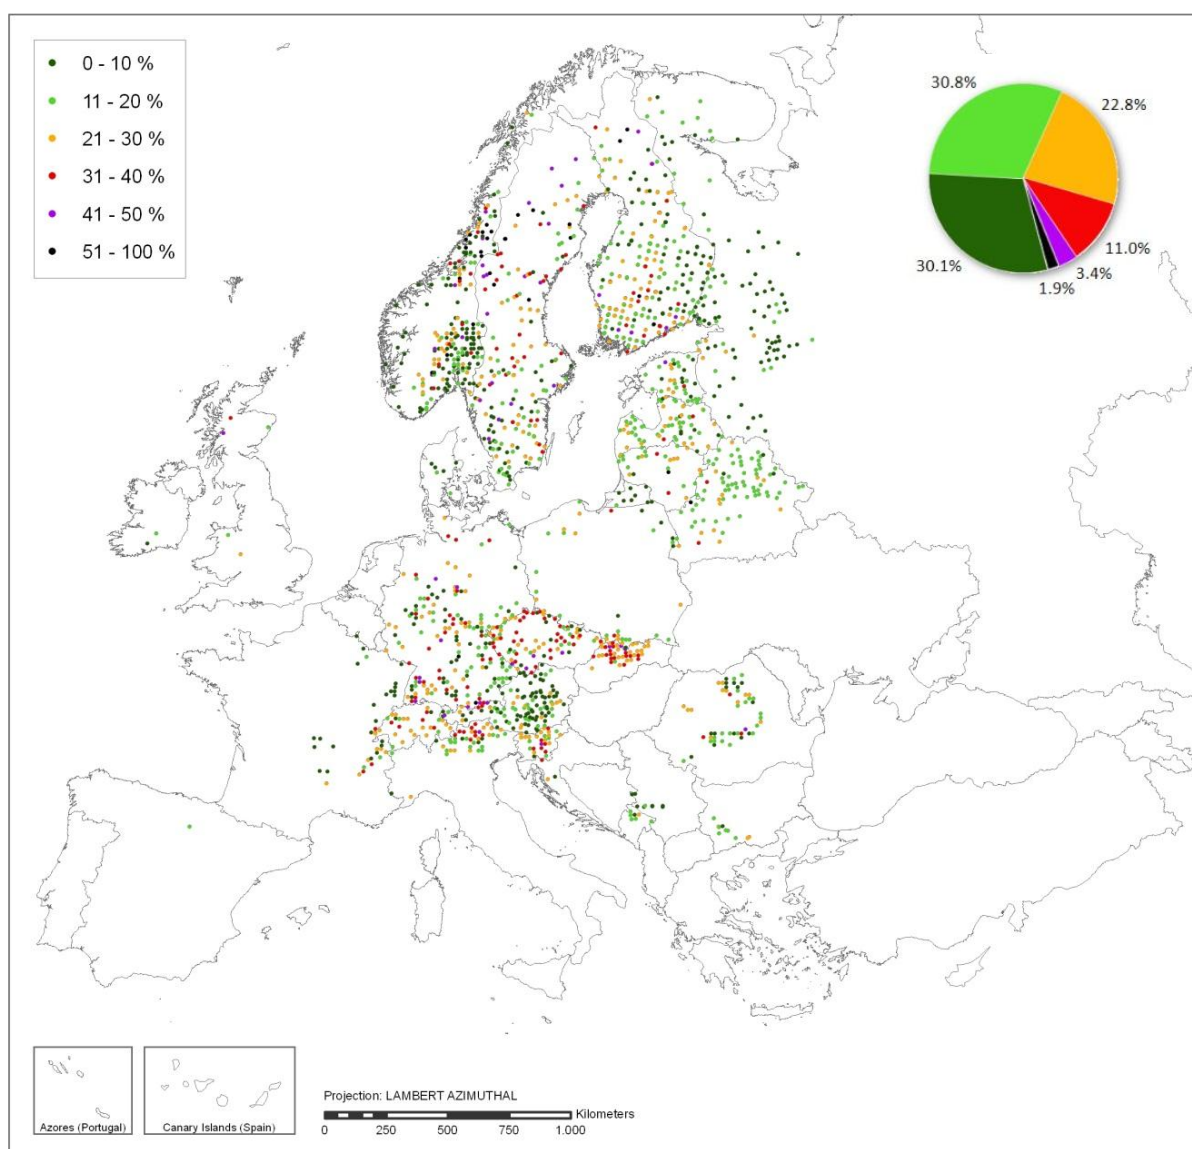 0 - 10 %
11 - 20 %
21 - 30 %
31 - 40 %
41 - 50 %
51 - 100 %
30.8%
22.8%
11.0%
3.4%
1.9%
30.1%
Azores (Portugal)
Canary Islands (Spain)
Projection: LAMBERT AZIMUTHAL
Kilometers
0 250 500 750 1.000